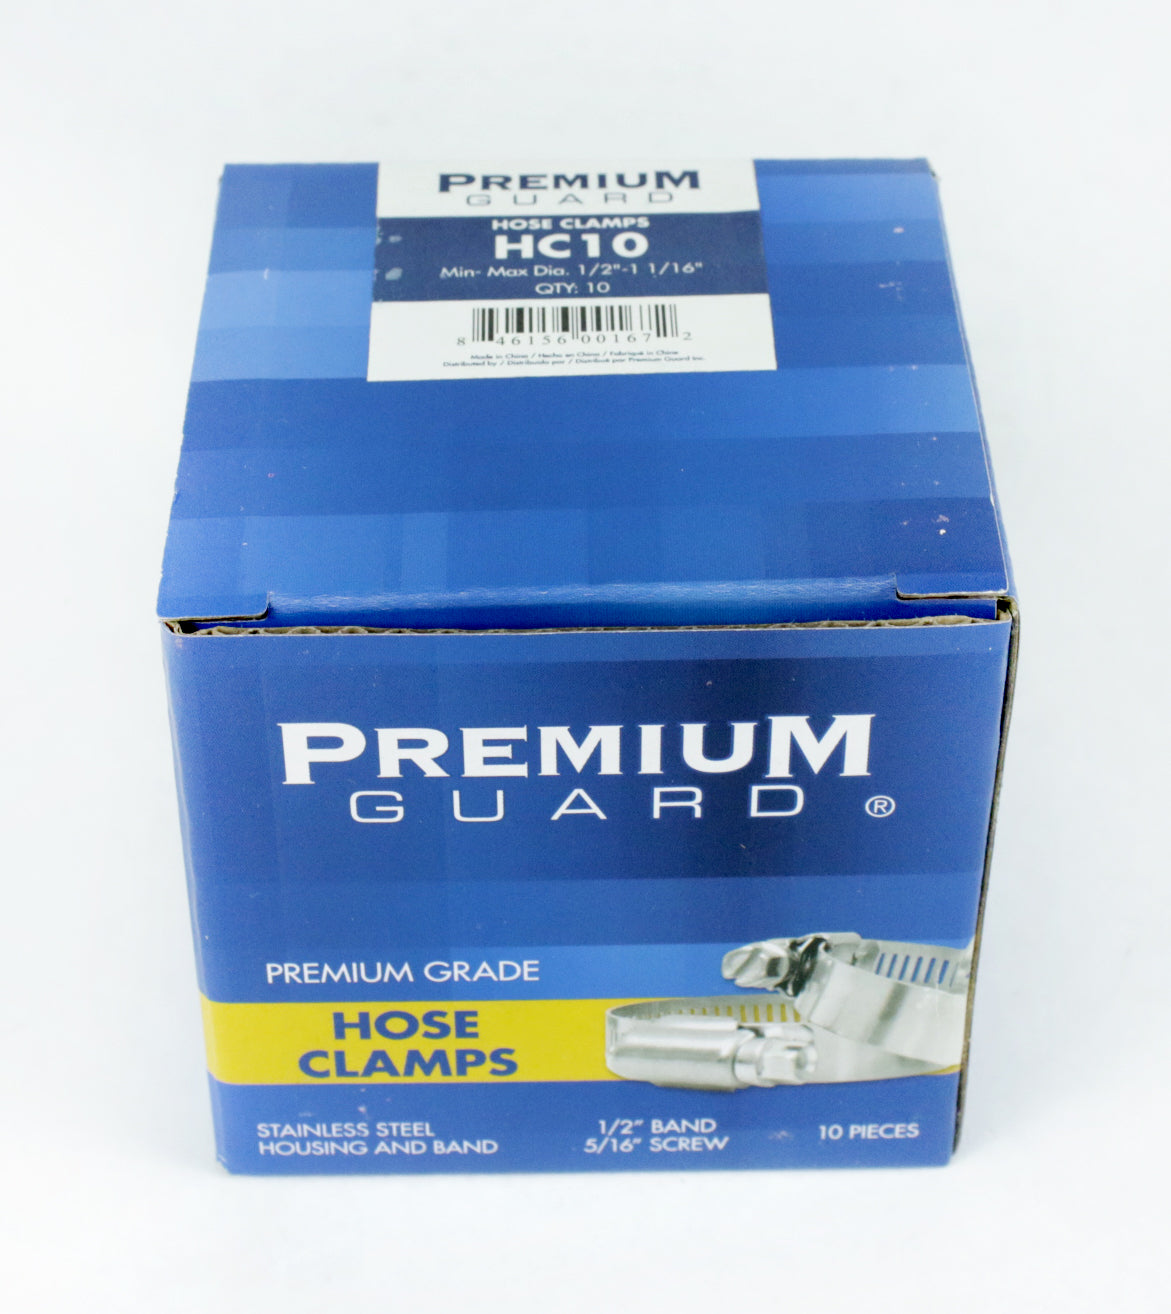 PREMIUM
GUARD
HOSE CLAMPS
HC10
Min- Max Dia. 1/2"-1 1/16"
QTY: 10
8 46156 00167 2
Made in China / Hecho en China / Fabriqué in Chine
Distributed by / Distribuido por / Distribué par Premium Guard Inc.
PREMIUM
GUARD ®
PREMIUM GRADE
HOSE
CLAMPS
STAINLESS STEEL
HOUSING AND BAND
1/2" BAND
5/16" SCREW
10 PIECES